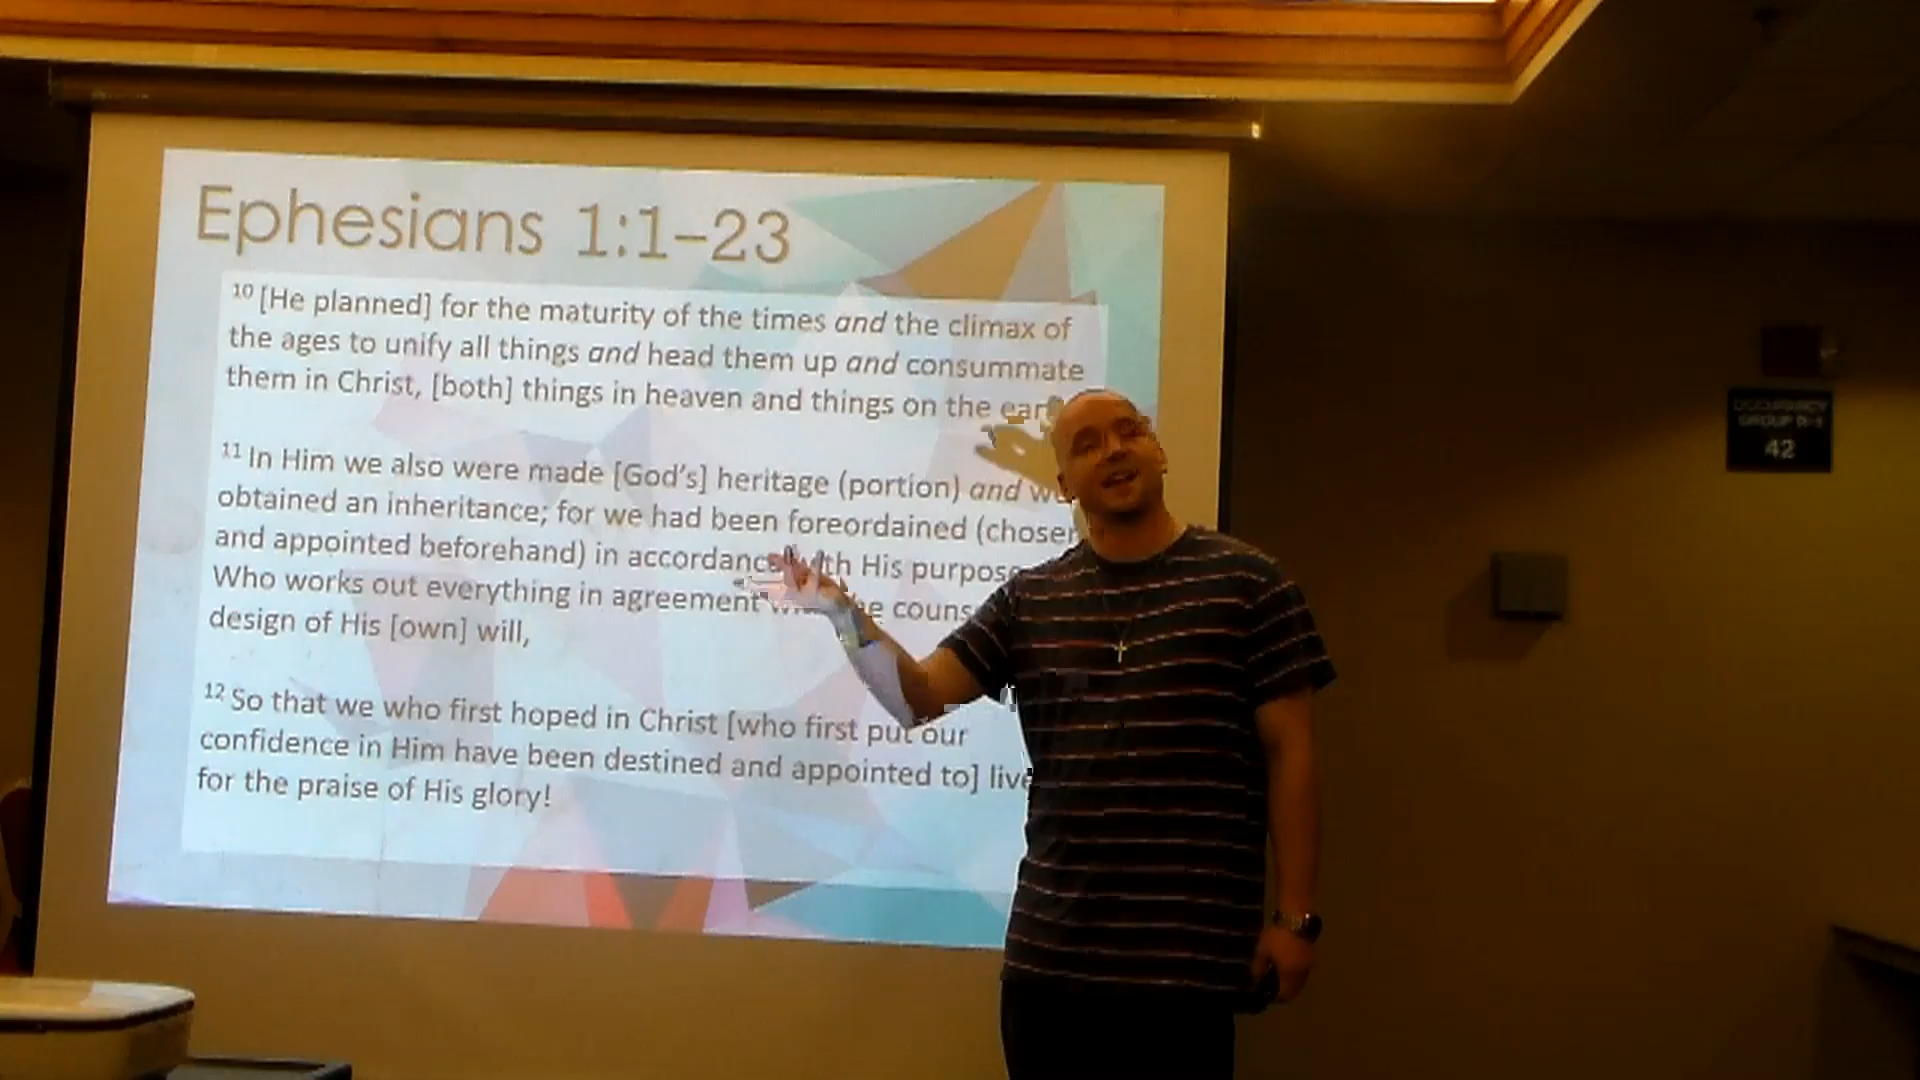 Ephesians 1:1–23
10 [He planned] for the maturity of the times and the climax of
the ages to unify all things and head them up and consummate
them in Christ, [both] things in heaven and things on the
11 In Him we also were made [God's] heritage (portion) and
obtained an inheritance; for we had been foreordained (chosen
and appointed beforehand) in accordance with His purpose
Who works out everything in agreement
design of His [own] will,
12 So that we who first hoped in Christ [who first put our
confidence in Him have been destined and appointed to] live
for the praise of His glory!
OCCUPANCY
GROUP
42